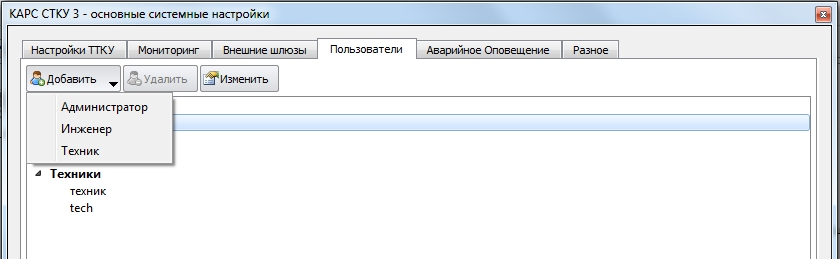 КАРС СТКУ 3 - основные системные настройки
Настройки ТТКУ Мониторинг Внешние шлюзы Пользователи Аварийное Оповещение Разное
Добавить Удалить Изменить
Администратор
Инженер
Техник
Техники
техник
tech